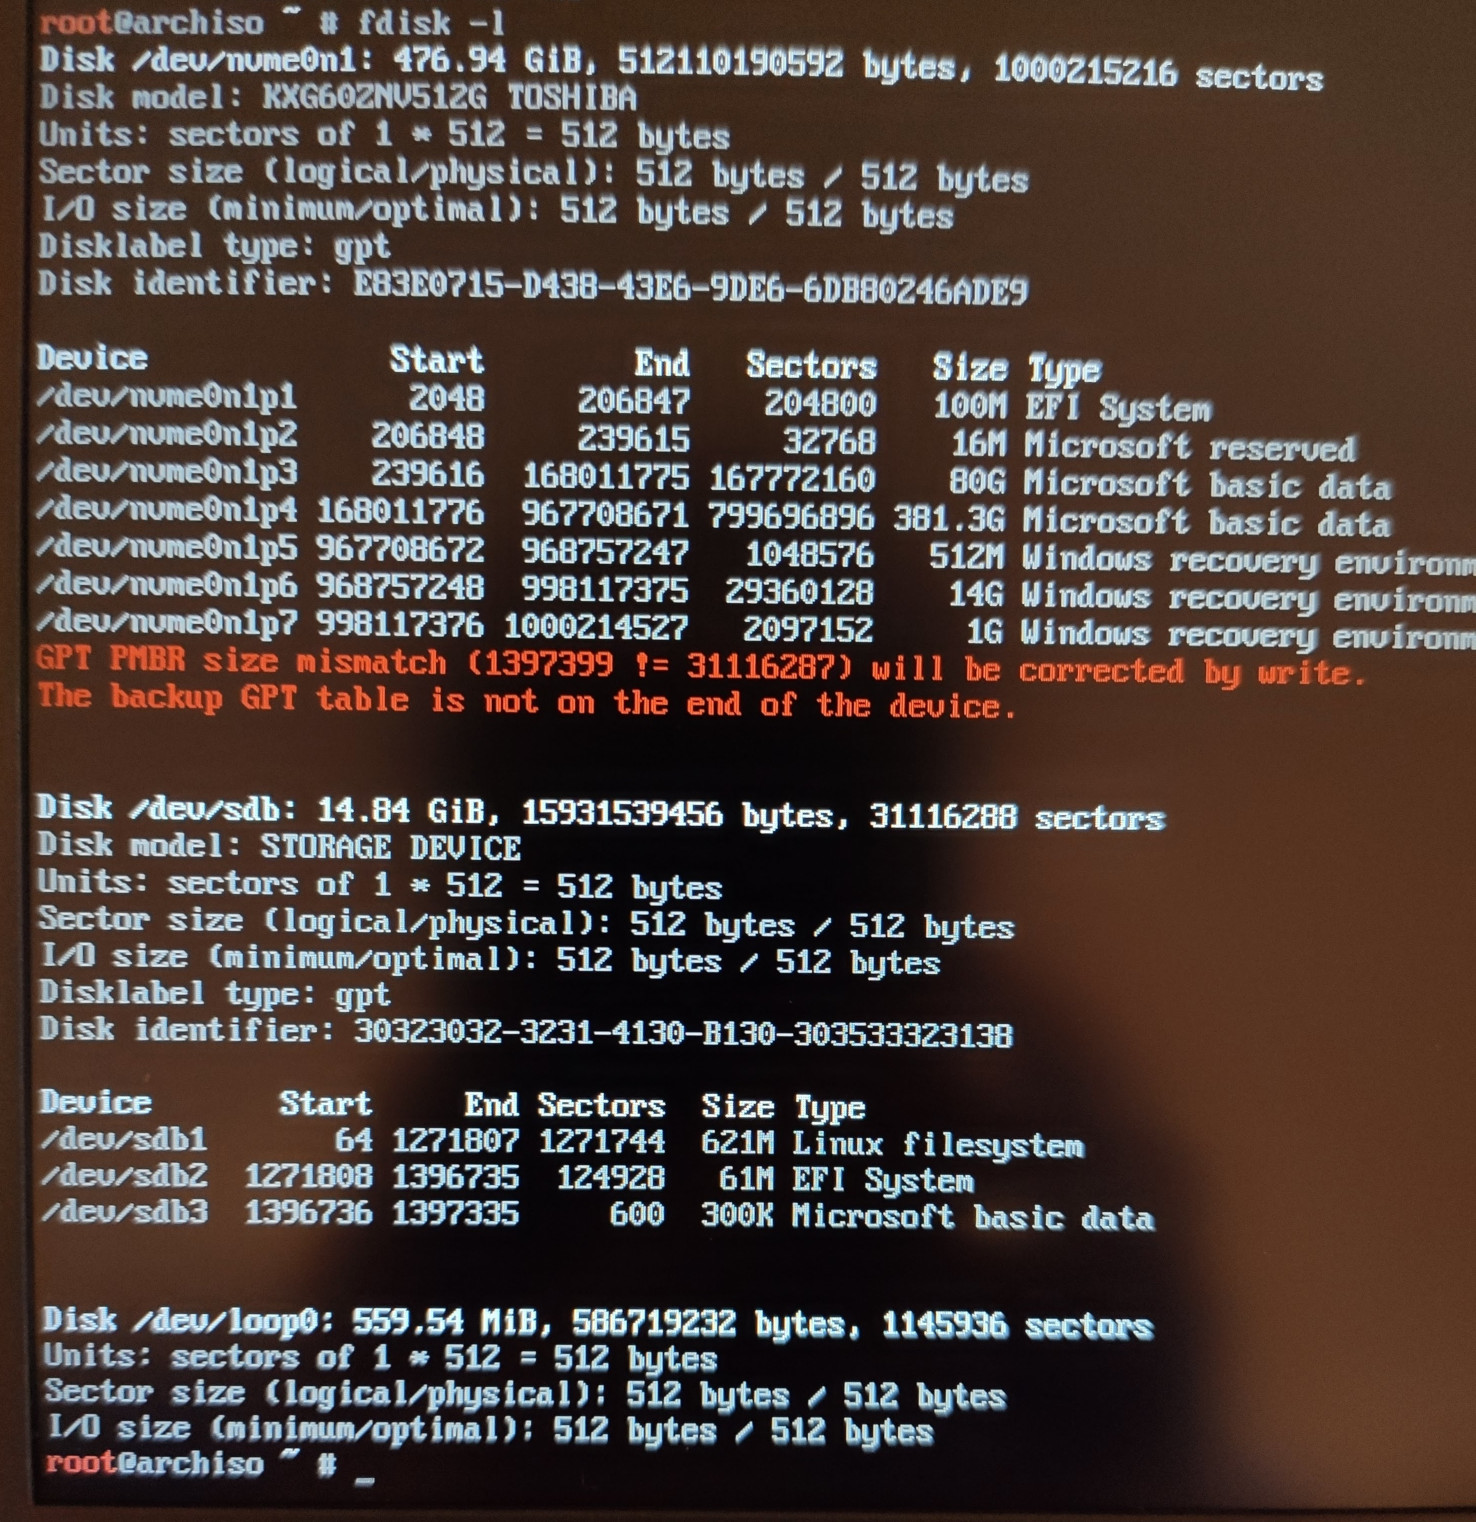 root@archiso ~ # fdisk -l
Disk /dev/nvme0n1: 476.94 GiB, 512110190592 bytes, 1000215216 sectors
Disk model: KXG60ZNV512G TOSHIBA
Units: sectors of 1 * 512 = 512 bytes
Sector size (logical/physical): 512 bytes / 512 bytes
I/O size (minimum/optimal): 512 bytes / 512 bytes
Disklabel type: gpt
Disk identifier: E83E0715-D438-43E6-9DE6-6DB80246ADE9
Device Start End Sectors Size Type
/dev/nvme0n1p1 2048 206847 204800 100M EFI System
/dev/nvme0n1p2 206848 239615 32768 16M Microsoft reserved
/dev/nvme0n1p3 239616 168011775 167772160 80G Microsoft basic data
/dev/nvme0n1p4 168011776 967708671 799696896 381.3G Microsoft basic data
/dev/nvme0n1p5 967708672 968757247 1048576 512M Windows recovery environm
/dev/nvme0n1p6 968757248 998117375 29360128 14G Windows recovery environm
/dev/nvme0n1p7 998117376 1000214527 2097152 1G Windows recovery environm
GPT PMBR size mismatch (1397399 != 31116287) will be corrected by write.
The backup GPT table is not on the end of the device.
Disk /dev/sdb: 14.84 GiB, 15931539456 bytes, 31116288 sectors
Disk model: STORAGE DEVICE
Units: sectors of 1 * 512 = 512 bytes
Sector size (logical/physical): 512 bytes / 512 bytes
I/O size (minimum/optimal): 512 bytes / 512 bytes
Disklabel type: gpt
Disk identifier: 30323032-3231-4130-B130-303533323138
Device Start End Sectors Size Type
/dev/sdb1 64 1271807 1271744 621M Linux filesystem
/dev/sdb2 1271808 1396735 124928 61M EFI System
/dev/sdb3 1396736 1397335 600 300K Microsoft basic data
Disk /dev/loop0: 559.54 MiB, 586719232 bytes, 1145936 sectors
Units: sectors of 1 * 512 = 512 bytes
Sector size (logical/physical): 512 bytes / 512 bytes
I/O size (minimum/optimal): 512 bytes / 512 bytes
root@archiso ~ # _